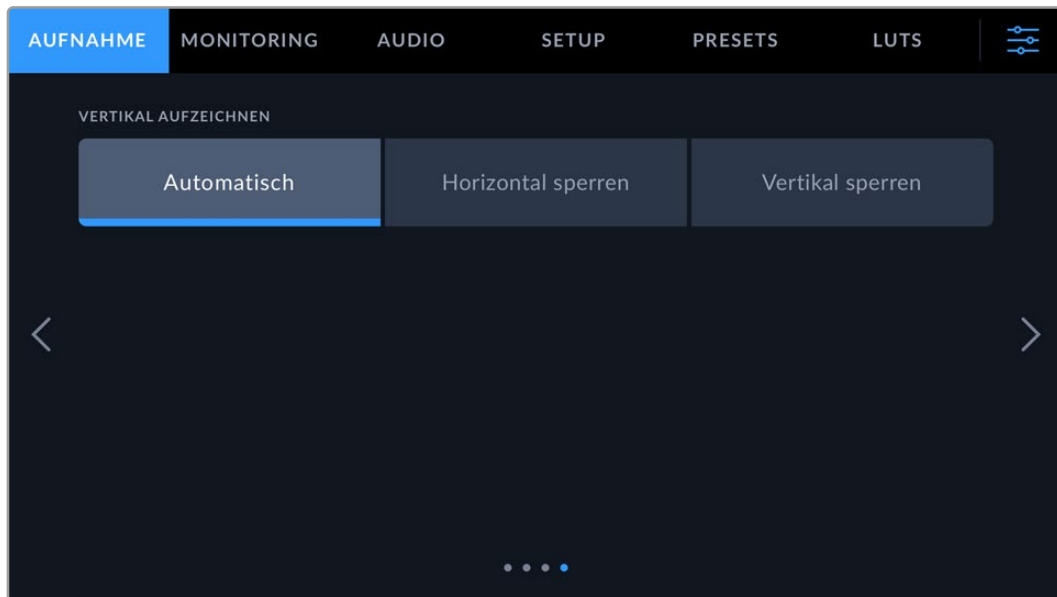 AUFNAHME MONITORING AUDIO SETUP PRESETS LUTS
VERTIKAL AUFZEICHNEN
Automatisch Horizontal sperren Vertikal sperren